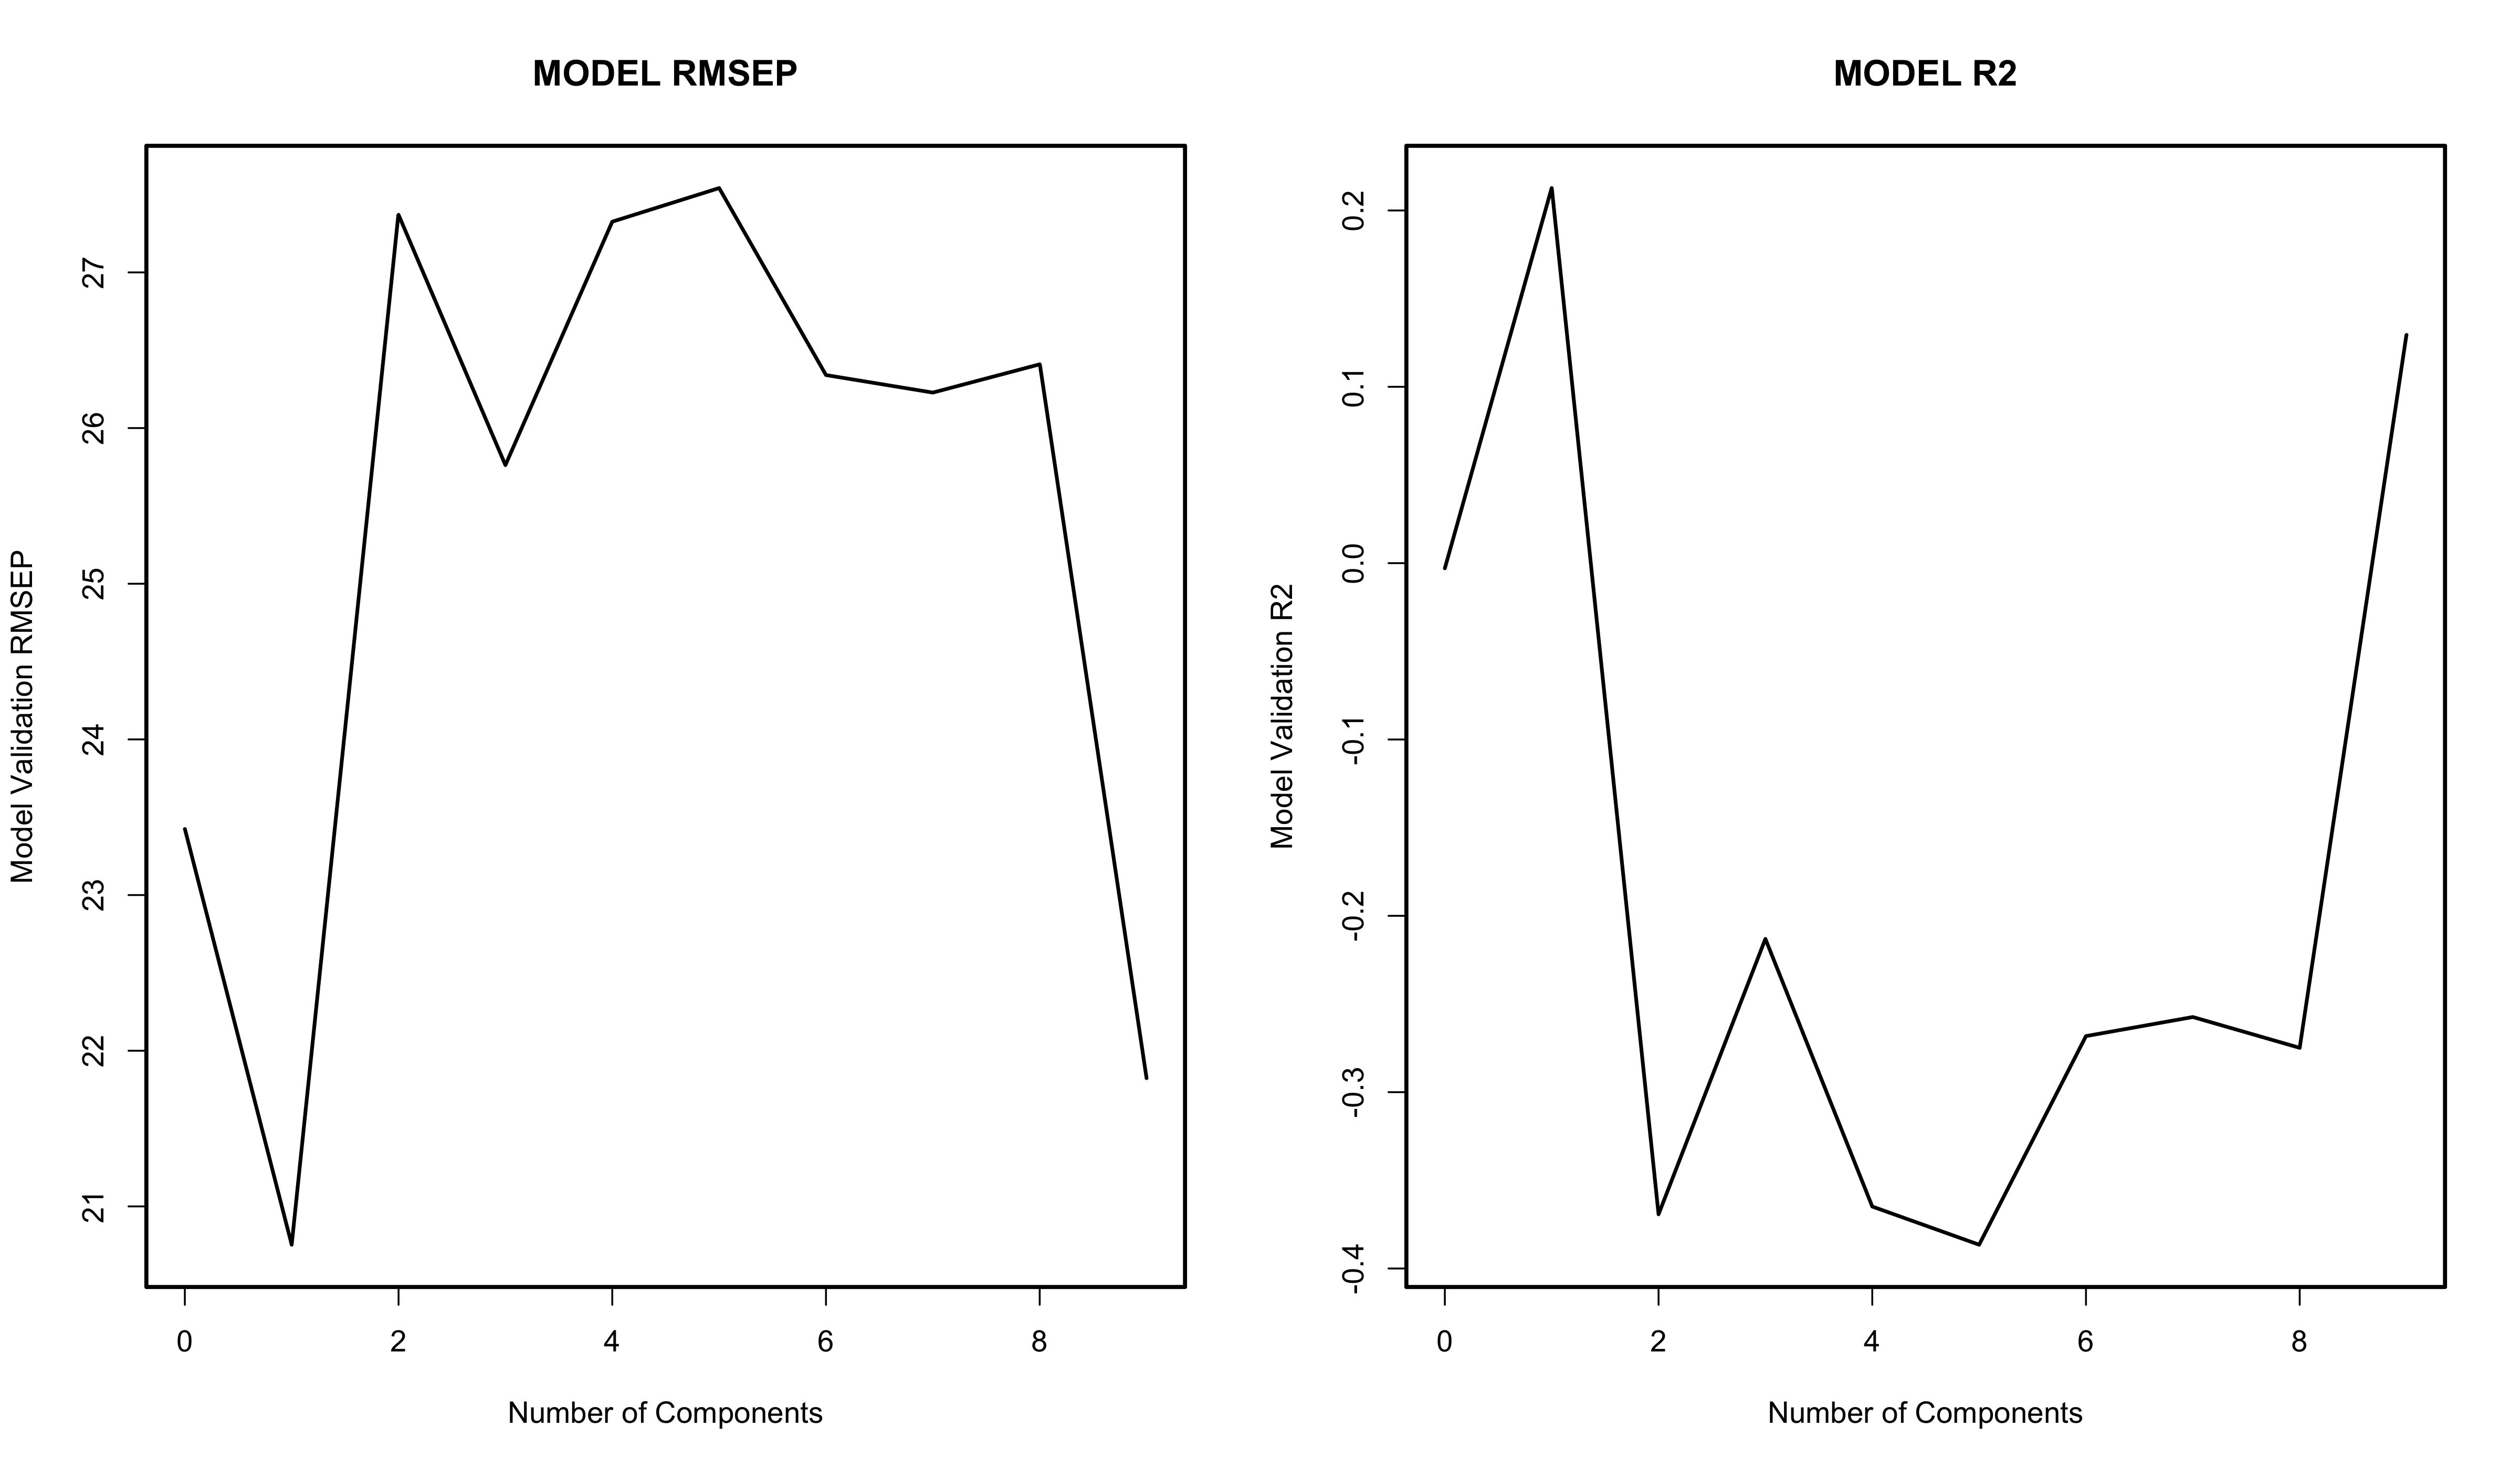 MODEL RMSEP
Model Validation RMSEP
27
26
25
24
23
22
21
0 2 4 6 8
Number of Components
MODEL R2
Model Validation R2
0.2
0.1
0.0
-0.1
-0.2
-0.3
-0.4
0 2 4 6 8
Number of Components